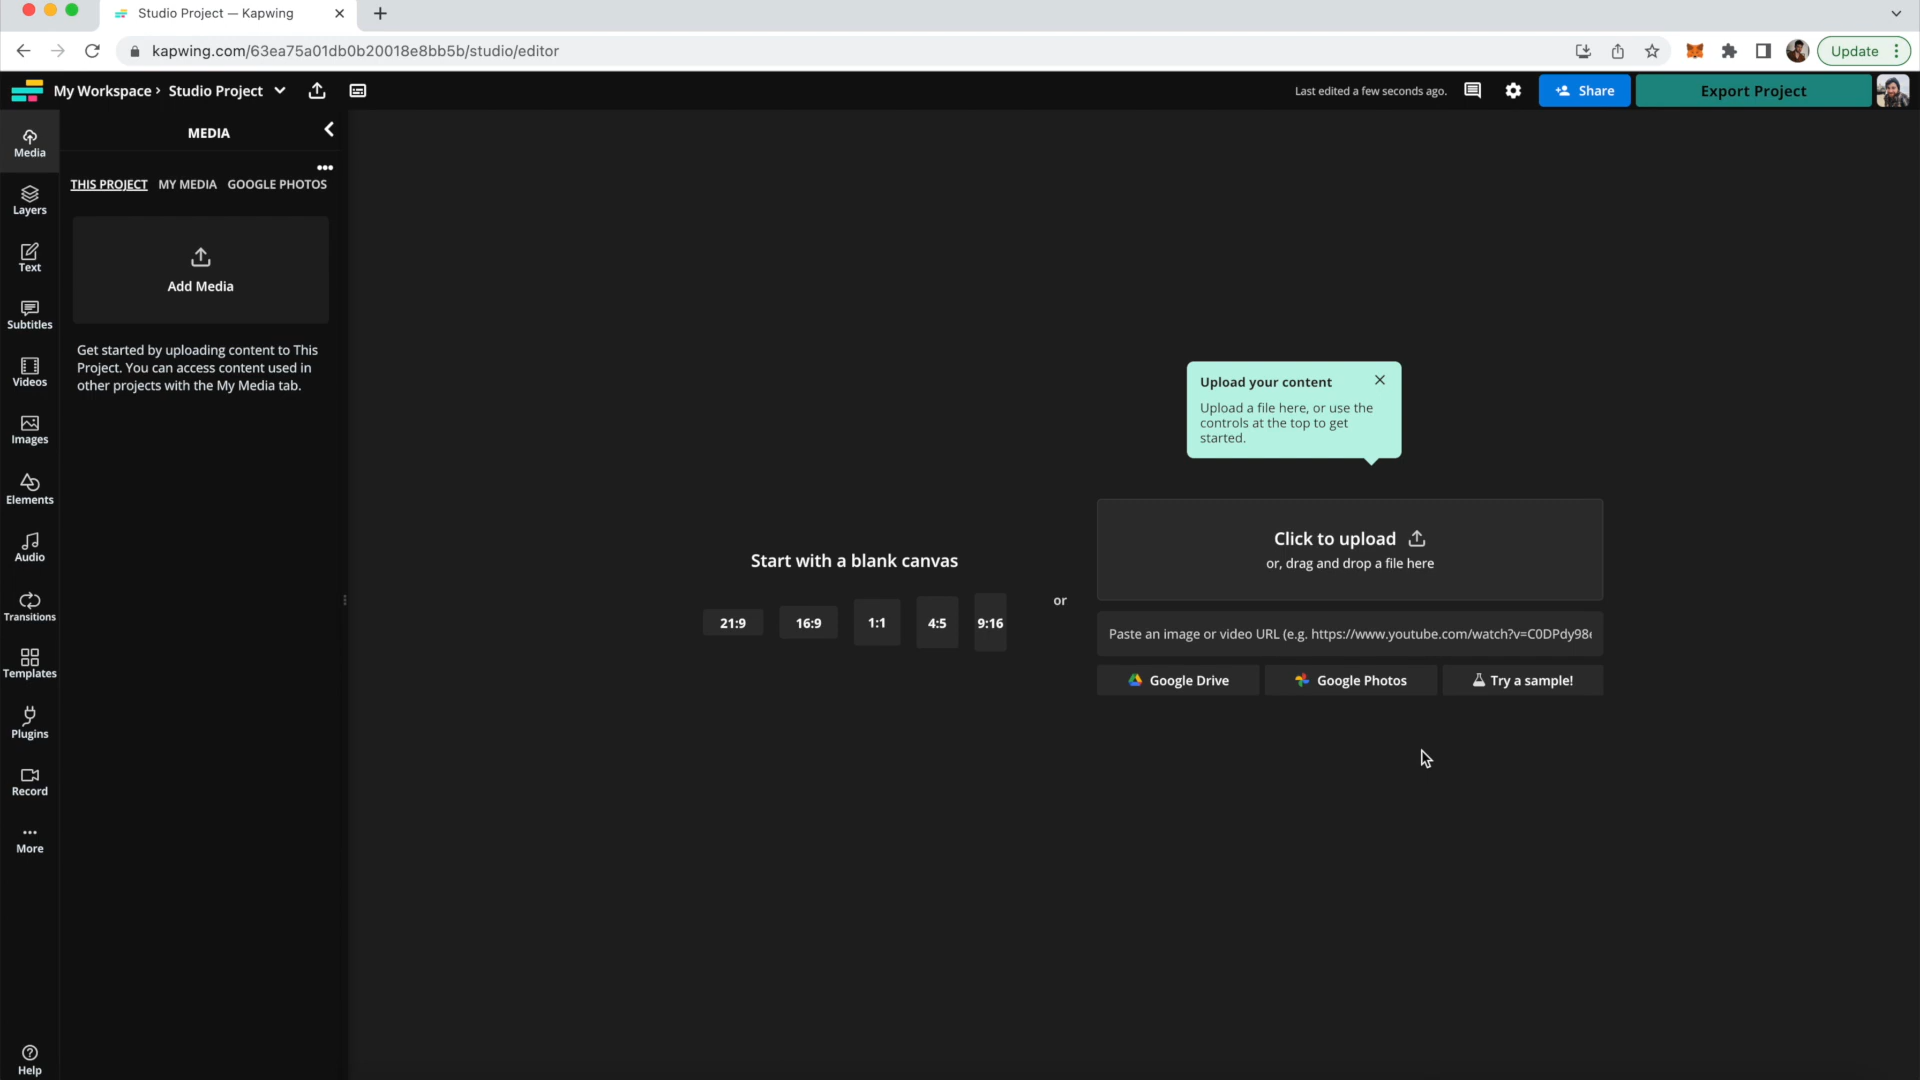 Studio Project — Kapwing
kapwing.com/63ea75a01db0b20018e8bb5b/studio/editor
Update
My Workspace › Studio Project
Last edited a few seconds ago.
Share
Export Project
Media
Layers
Text
Subtitles
Videos
Images
Elements
Audio
Transitions
Templates
Plugins
Record
More
Help
MEDIA
THIS PROJECT MY MEDIA GOOGLE PHOTOS
Add Media
Get started by uploading content to This
Project. You can access content used in
other projects with the My Media tab.
Start with a blank canvas
21:9 16:9 1:1 4:5 9:16
or
Upload your content
Upload a file here, or use the
controls at the top to get
started.
Click to upload
or, drag and drop a file here
Paste an image or video URL (e.g. https://www.youtube.com/watch?v=C0DPdy98
Google Drive Google Photos Try a sample!